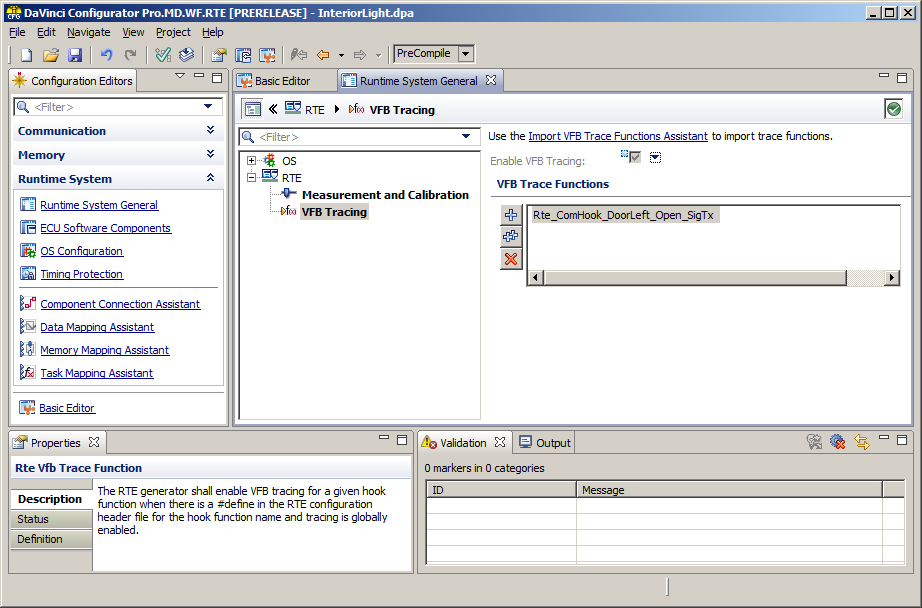 DaVinci Configurator Pro.MD.WF.RTE [PRERELEASE] - InteriorLight.dpa
File Edit Navigate View Project Help
PreCompile
Configuration Editors
<Filter>
Communication
Memory
Runtime System
Runtime System General
ECU Software Components
OS Configuration
Timing Protection
Component Connection Assistant
Data Mapping Assistant
Memory Mapping Assistant
Task Mapping Assistant
Basic Editor
Basic Editor
Runtime System General
RTE
VFB Tracing
<Filter>
OS
RTE
Measurement and Calibration
VFB Tracing
Use the Import VFB Trace Functions Assistant to import trace functions.
Enable VFB Tracing:
VFB Trace Functions
Rte_ComHook_DoorLeft_Open_SigTx
Properties
Rte Vfb Trace Function
Description
Status
Definition
The RTE generator shall enable VFB tracing for a given hook
function when there is a #define in the RTE configuration
header file for the hook function name and tracing is globally
enabled.
Validation
Output
0 markers in 0 categories
ID Message